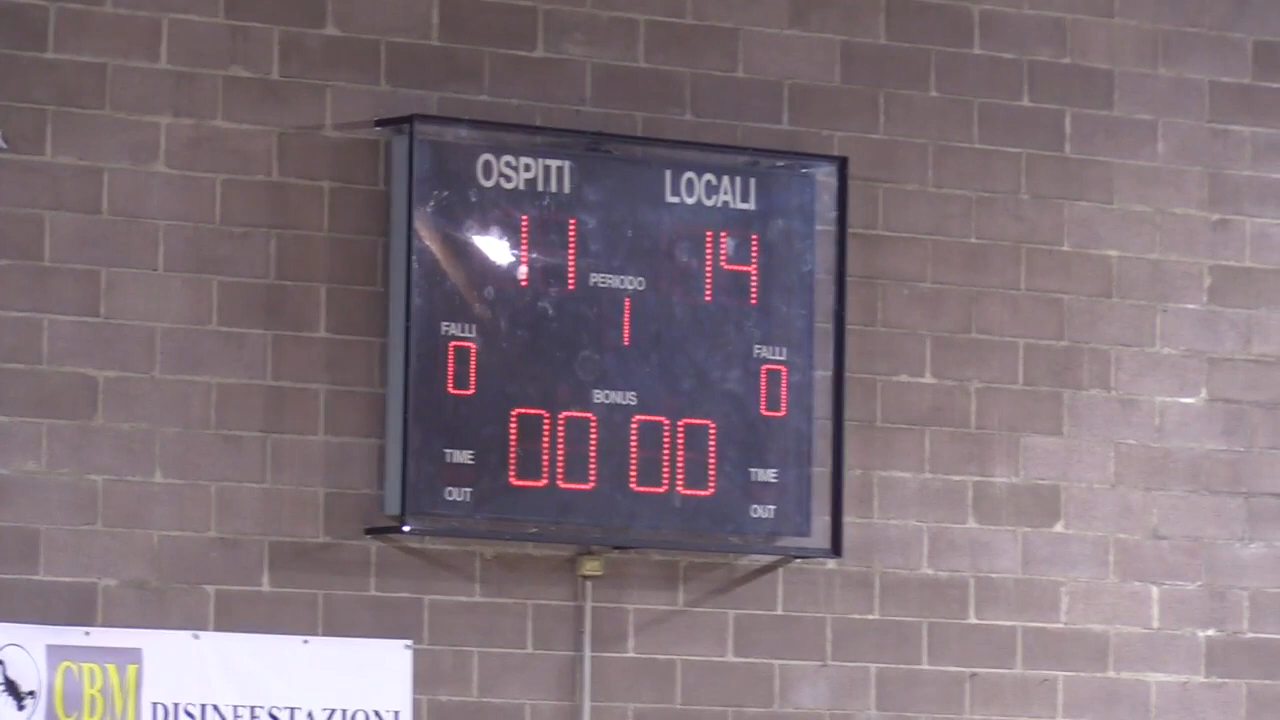 OSPITI LOCALI
11 14
PERIODO
1
FALLI FALLI
0 0
BONUS
00 00
TIME TIME
OUT OUT
CBM DISINFESTAZIONI